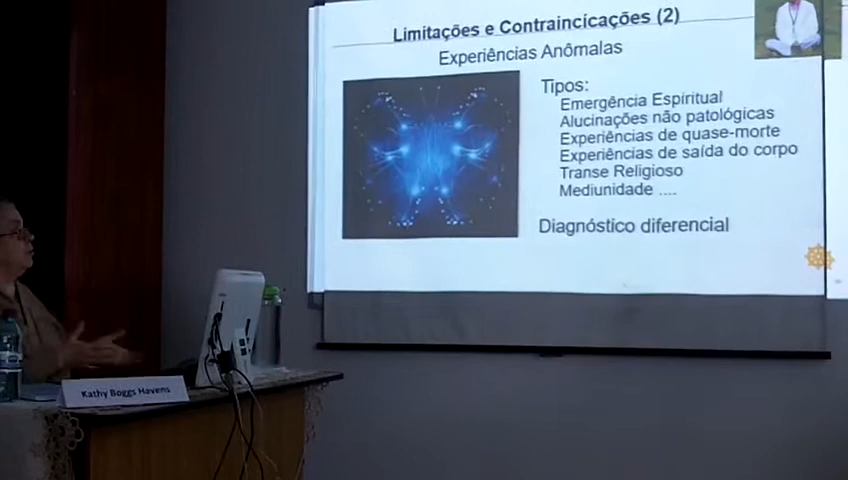 Limitações e Contraincicações (2)
Experiências Anômalas
Tipos:
Emergência Espiritual
Alucinações não patológicas
Experiências de quase-morte
Experiências de saída do corpo
Transe Religioso
Mediunidade ....
Diagnóstico diferencial
Kathy Boggs Havens